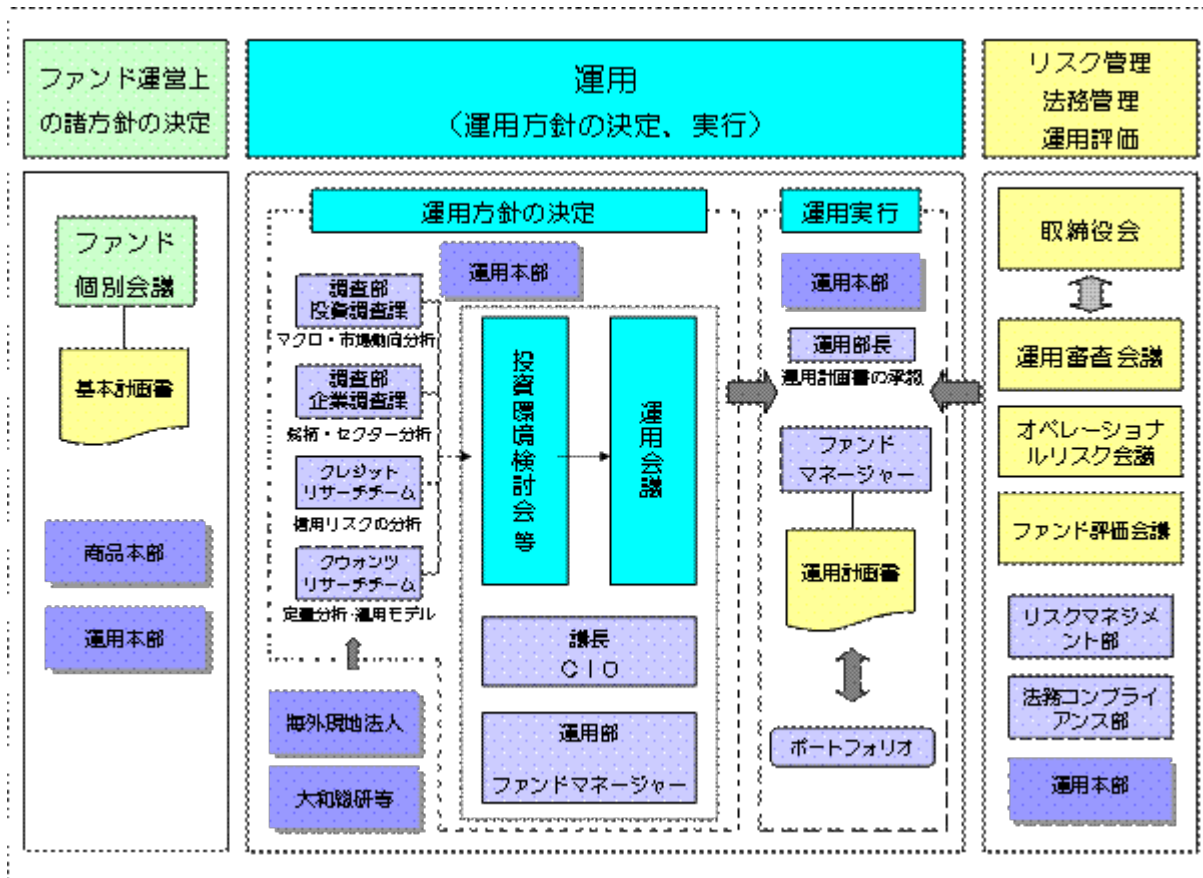 ファンド運営上
の諸方針の決定
運用
（運用方針の決定、実行）
リスク管理
法務管理
運用評価
ファンド
個別会議
基本計画書
商品本部
運用本部
運用方針の決定
運用本部
調査部
投資調査課
マクロ・市場動向分析
調査部
企業調査課
銘柄・セクター分析
クレジット
リサーチチーム
信用リスクの分析
クウォンツ
リサーチチーム
定量分析・運用モデル
海外現地法人
大和総研等
投資環境検討会等
運用会議
議長
ＣＩＯ
運用部
ファンドマネージャー
運用実行
運用本部
運用部長
運用計画書の承認
ファンド
マネージャー
運用計画書
ポートフォリオ
取締役会
運用審査会議
オペレーショナ
ルリスク会議
ファンド評価会議
リスクマネジメ
ント部
法務コンプライ
アンス部
運用本部